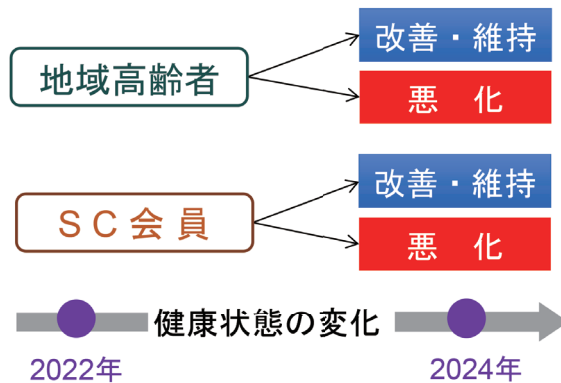 改善・維持
地域高齢者
悪 化
改善・維持
SC会員
悪 化
健康状態の変化
2022年
2024年